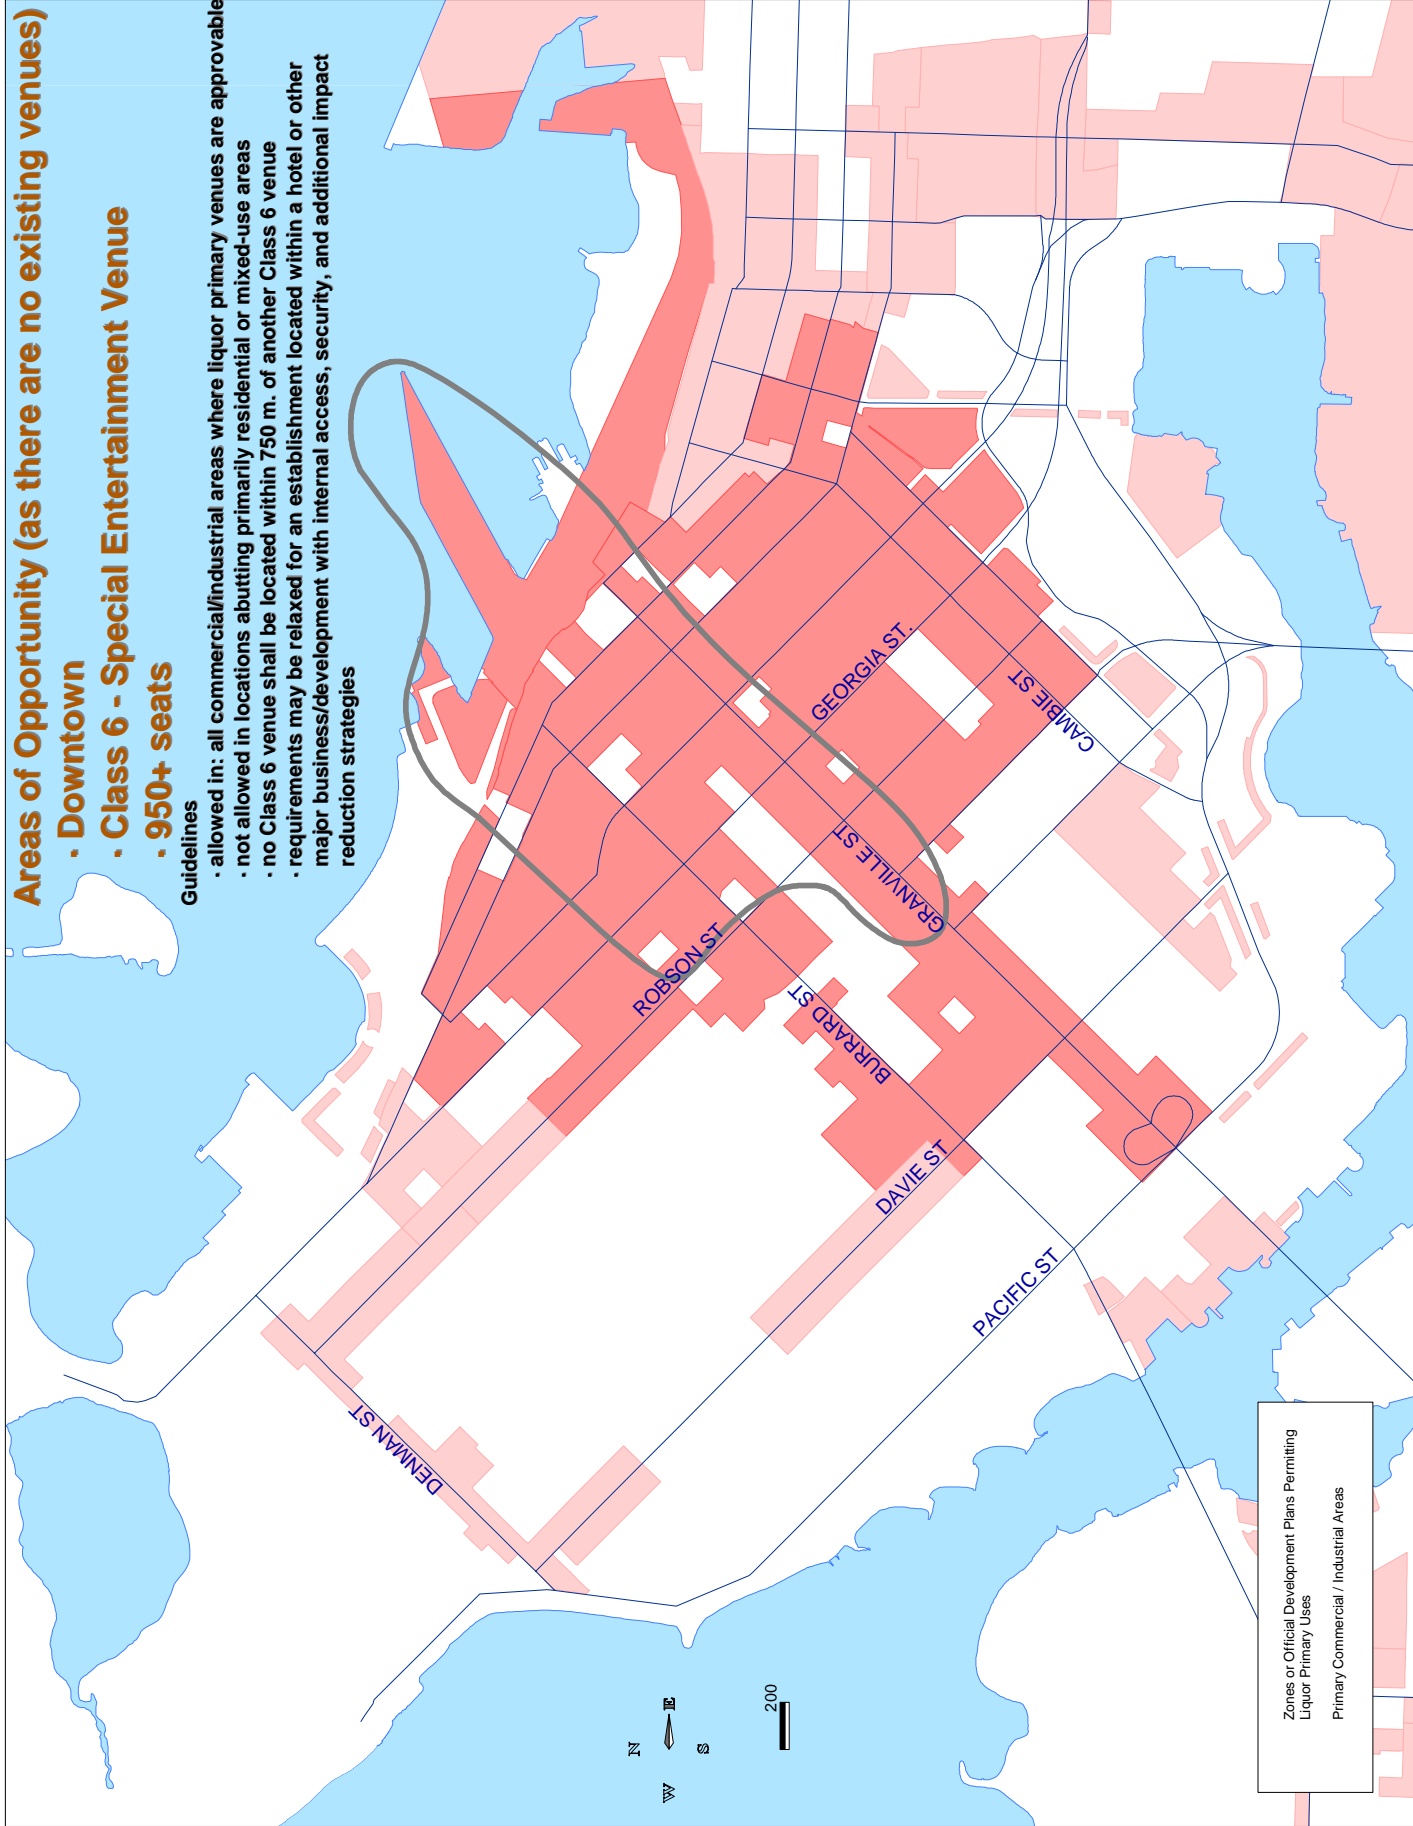 Areas of Opportunity (as there are no existing venues)
· Downtown
· Class 6 - Special Entertainment Venue
· 950+ seats
Guidelines
· allowed in: all commercial/industrial areas where liquor primary venues are approvable
· not allowed in locations abutting primarily residential or mixed-use areas
· no Class 6 venue shall be located within 750 m. of another Class 6 venue
· requirements may be relaxed for an establishment located within a hotel or other
major business/development with internal access, security, and additional impact
reduction strategies
GEORGIA ST.
CAMBIE ST
GRANVILLE ST
ROBSON ST
BURRARD ST
DAVIE ST
PACIFIC ST
DENMAN ST
N
W E
S
200
Zones or Official Development Plans Permitting
Liquor Primary Uses
Primary Commercial / Industrial Areas